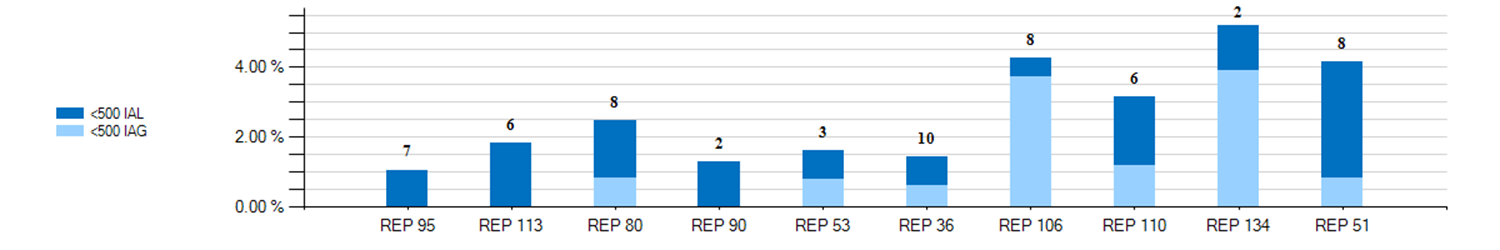 <500 IAL
<500 IAG
4.00 %
2.00 %
0.00 %
7
6
8
2
3
10
8
6
2
8
REP 95
REP 113
REP 80
REP 90
REP 53
REP 36
REP 106
REP 110
REP 134
REP 51